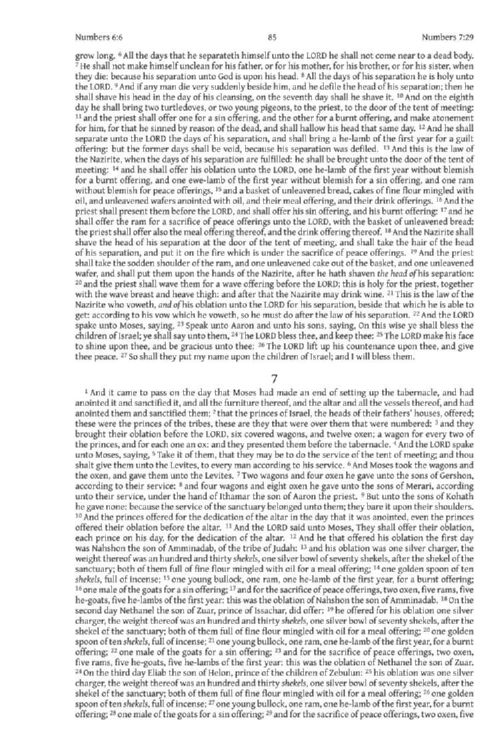 Numbers 6:6 85 Numbers 7:29
grow long. 6 All the days that he separateth himself unto the LORD he shall not come near to a dead body.
7 He shall not make himself unclean for his father, or for his mother, for his brother, or for his sister, when
they die: because his separation unto God is upon his head. 8 All the days of his separation he is holy unto
the LORD. 9 And if any man die very suddenly beside him, and he defile the head of his separation; then he
shall shave his head in the day of his cleansing, on the seventh day shall he shave it. 10 And on the eighth
day he shall bring two turtledoves, or two young pigeons, to the priest, to the door of the tent of meeting:
11 and the priest shall offer one for a sin offering, and the other for a burnt offering, and make atonement
for him, for that he sinned by reason of the dead, and shall hallow his head that same day. 12 And he shall
separate unto the LORD the days of his separation, and shall bring a he-lamb of the first year for a guilt
offering: but the former days shall be void, because his separation was defiled. 13 And this is the law of
the Nazirite, when the days of his separation are fulfilled: he shall be brought unto the door of the tent of
meeting: 14 and he shall offer his oblation unto the LORD, one he-lamb of the first year without blemish
for a burnt offering, and one ewe-lamb of the first year without blemish for a sin offering, and one ram
without blemish for peace offerings, 15 and a basket of unleavened bread, cakes of fine flour mingled with
oil, and unleavened wafers anointed with oil, and their meal offering, and their drink offerings. 16 And the
priest shall present them before the LORD, and shall offer his sin offering, and his burnt offering: 17 and he
shall offer the ram for a sacrifice of peace offerings unto the LORD, with the basket of unleavened bread:
the priest shall offer also the meal offering thereof, and the drink offering thereof. 18 And the Nazirite shall
shave the head of his separation at the door of the tent of meeting, and shall take the hair of the head
of his separation, and put it on the fire which is under the sacrifice of peace offerings. 19 And the priest
shall take the sodden shoulder of the ram, and one unleavened cake out of the basket, and one unleavened
wafer, and shall put them upon the hands of the Nazirite, after he hath shaven the head of his separation:
20 and the priest shall wave them for a wave offering before the LORD; this is holy for the priest, together
with the wave breast and heave thigh: and after that the Nazirite may drink wine. 21 This is the law of the
Nazirite who voweth, and of his oblation unto the LORD for his separation, beside that which he is able to
get: according to his vow which he voweth, so he must do after the law of his separation. 22 And the LORD
spake unto Moses, saying, 23 Speak unto Aaron and unto his sons, saying, On this wise ye shall bless the
children of Israel; ye shall say unto them, 24 The LORD bless thee, and keep thee: 25 The LORD make his face
to shine upon thee, and be gracious unto thee: 26 The LORD lift up his countenance upon thee, and give
thee peace. 27 So shall they put my name upon the children of Israel; and I will bless them.
7
1 And it came to pass on the day that Moses had made an end of setting up the tabernacle, and had
anointed it and sanctified it, and all the furniture thereof, and the altar and all the vessels thereof, and had
anointed them and sanctified them; 2 that the princes of Israel, the heads of their fathers' houses, offered;
these were the princes of the tribes, these are they that were over them that were numbered: 3 and they
brought their oblation before the LORD, six covered wagons, and twelve oxen; a wagon for every two of
the princes, and for each one an ox: and they presented them before the tabernacle. 4 And the LORD spake
unto Moses, saying, 5 Take it of them, that they may be to do the service of the tent of meeting; and thou
shalt give them unto the Levites, to every man according to his service. 6 And Moses took the wagons and
the oxen, and gave them unto the Levites. 7 Two wagons and four oxen he gave unto the sons of Gershon,
according to their service: 8 and four wagons and eight oxen he gave unto the sons of Merari, according
unto their service, under the hand of Ithamar the son of Aaron the priest. 9 But unto the sons of Kohath
he gave none: because the service of the sanctuary belonged unto them; they bare it upon their shoulders.
10 And the princes offered for the dedication of the altar in the day that it was anointed, even the princes
offered their oblation before the altar. 11 And the LORD said unto Moses, They shall offer their oblation,
each prince on his day, for the dedication of the altar. 12 And he that offered his oblation the first day
was Nahshon the son of Amminadab, of the tribe of Judah: 13 and his oblation was one silver charger, the
weight thereof was an hundred and thirty shekels, one silver bowl of seventy shekels, after the shekel of the
sanctuary; both of them full of fine flour mingled with oil for a meal offering; 14 one golden spoon of ten
shekels, full of incense; 15 one young bullock, one ram, one he-lamb of the first year, for a burnt offering;
16 one male of the goats for a sin offering; 17 and for the sacrifice of peace offerings, two oxen, five rams, five
he-goats, five he-lambs of the first year: this was the oblation of Nahshon the son of Amminadab. 18 On the
second day Nethanel the son of Zuar, prince of Issachar, did offer: 19 he offered for his oblation one silver
charger, the weight thereof was an hundred and thirty shekels, one silver bowl of seventy shekels, after the
shekel of the sanctuary; both of them full of fine flour mingled with oil for a meal offering; 20 one golden
spoon of ten shekels, full of incense; 21 one young bullock, one ram, one he-lamb of the first year, for a burnt
offering; 22 one male of the goats for a sin offering; 23 and for the sacrifice of peace offerings, two oxen,
five rams, five he-goats, five he-lambs of the first year: this was the oblation of Nethanel the son of Zuar.
24 On the third day Eliab the son of Helon, prince of the children of Zebulun: 25 his oblation was one silver
charger, the weight thereof was an hundred and thirty shekels, one silver bowl of seventy shekels, after the
shekel of the sanctuary; both of them full of fine flour mingled with oil for a meal offering; 26 one golden
spoon of ten shekels, full of incense; 27 one young bullock, one ram, one he-lamb of the first year, for a burnt
offering; 28 one male of the goats for a sin offering; 29 and for the sacrifice of peace offerings, two oxen, five